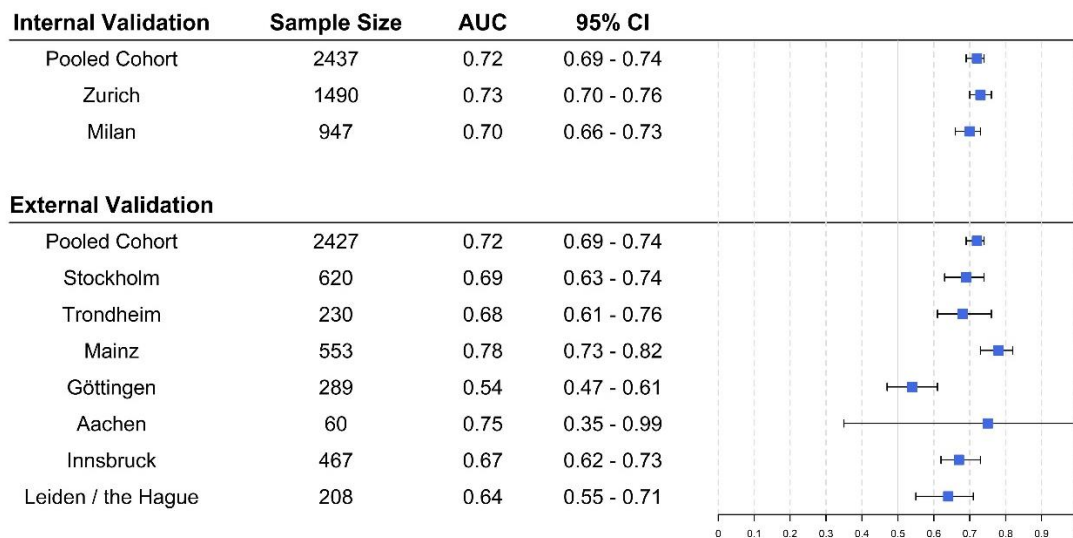 Internal Validation Sample Size AUC 95% CI
Pooled Cohort 2437 0.72 0.69 - 0.74
Zurich 1490 0.73 0.70 - 0.76
Milan 947 0.70 0.66 - 0.73
External Validation
Pooled Cohort 2427 0.72 0.69 - 0.74
Stockholm 620 0.69 0.63 - 0.74
Trondheim 230 0.68 0.61 - 0.76
Mainz 553 0.78 0.73 - 0.82
Göttingen 289 0.54 0.47 - 0.61
Aachen 60 0.75 0.35 - 0.99
Innsbruck 467 0.67 0.62 - 0.73
Leiden / the Hague 208 0.64 0.55 - 0.71
0 0.1 0.2 0.3 0.4 0.5 0.6 0.7 0.8 0.9